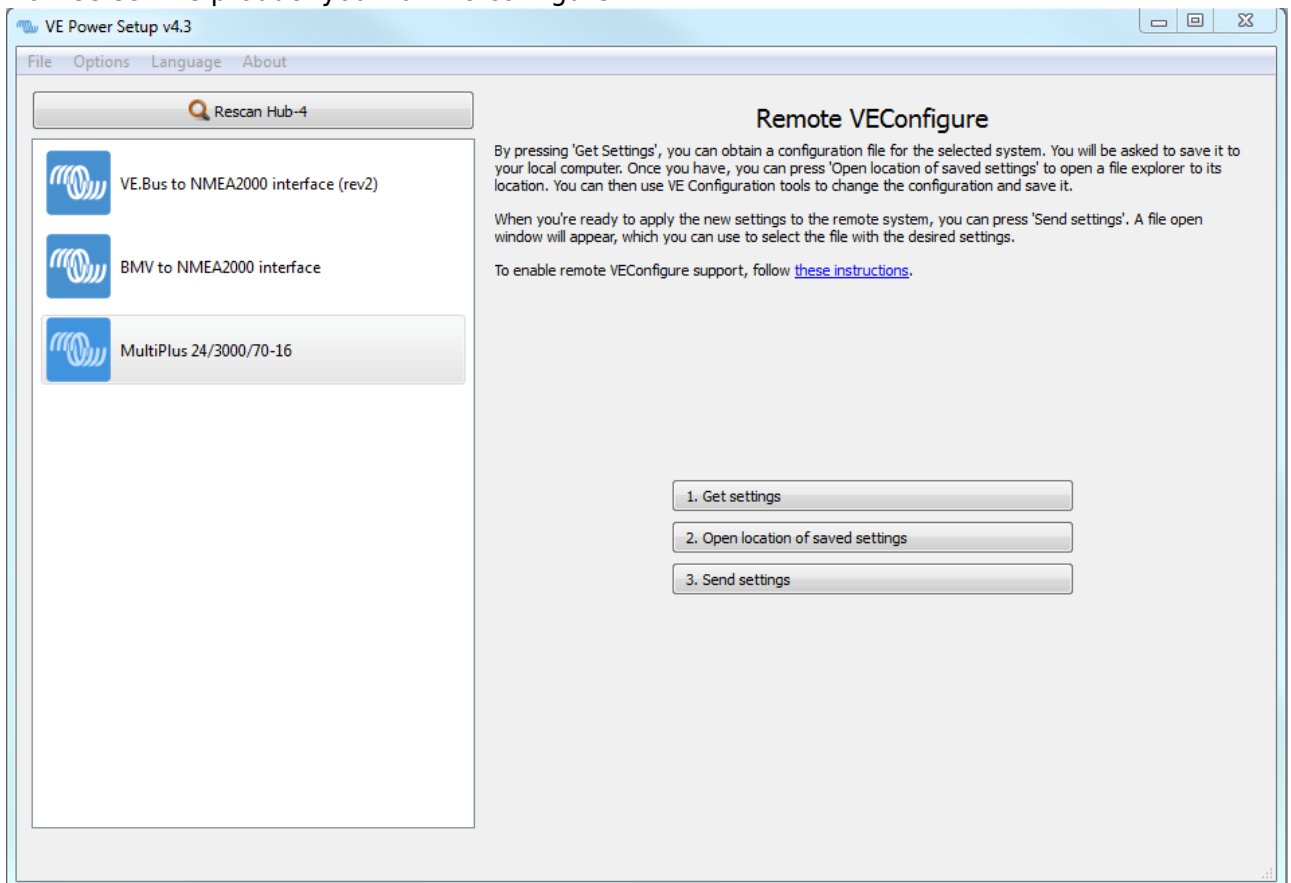 select the product you want to configure
VE Power Setup v4.3
File Options Language About
Rescan Hub-4
VE.Bus to NMEA2000 interface (rev2)
BMV to NMEA2000 interface
MultiPlus 24/3000/70-16
Remote VEConfigure
By pressing 'Get Settings', you can obtain a configuration file for the selected system. You will be asked to save it to
your local computer. Once you have, you can press 'Open location of saved settings' to open a file explorer to its
location. You can then use VE Configuration tools to change the configuration and save it.
When you're ready to apply the new settings to the remote system, you can press 'Send settings'. A file open
window will appear, which you can use to select the file with the desired settings.
To enable remote VEConfigure support, follow these instructions.
1. Get settings
2. Open location of saved settings
3. Send settings